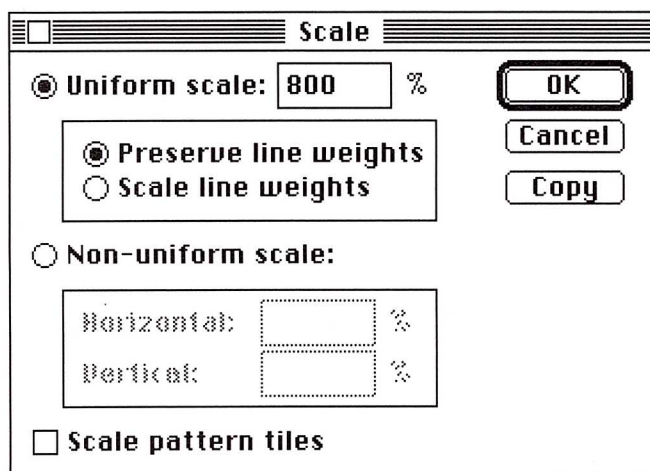 Scale
Uniform scale: 800 %
OK
Preserve line weights
Cancel
Scale line weights
Copy
Non-uniform scale:
Horizontal: %
Vertical: %
Scale pattern tiles